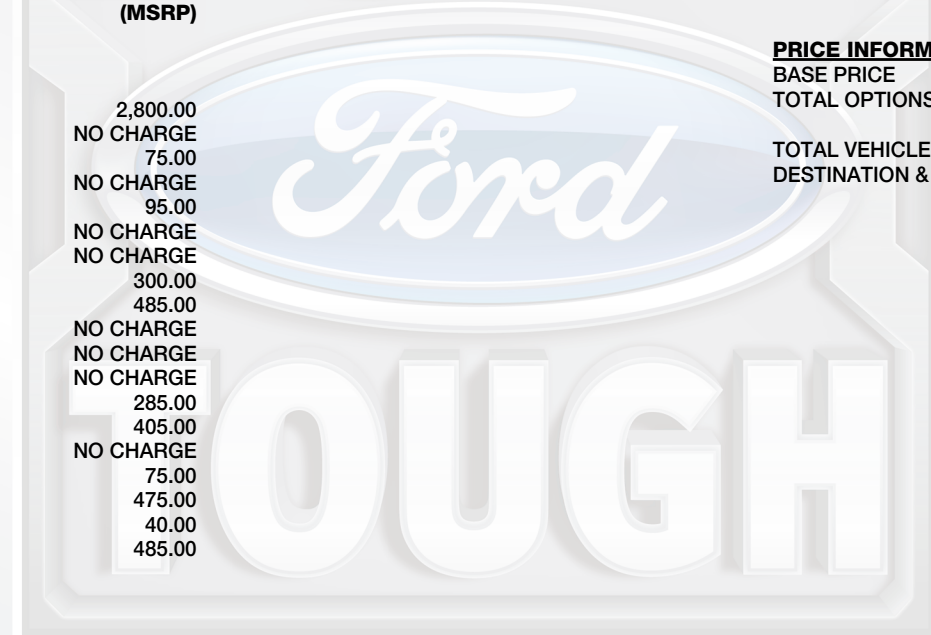 (MSRP)
2,800.00
NO CHARGE
75.00
NO CHARGE
95.00
NO CHARGE
NO CHARGE
300.00
485.00
NO CHARGE
NO CHARGE
NO CHARGE
285.00
405.00
NO CHARGE
75.00
475.00
40.00
485.00
PRICE INFORM
BASE PRICE
TOTAL OPTIONS
TOTAL VEHICLE
DESTINATION &
Ford
TOUGH